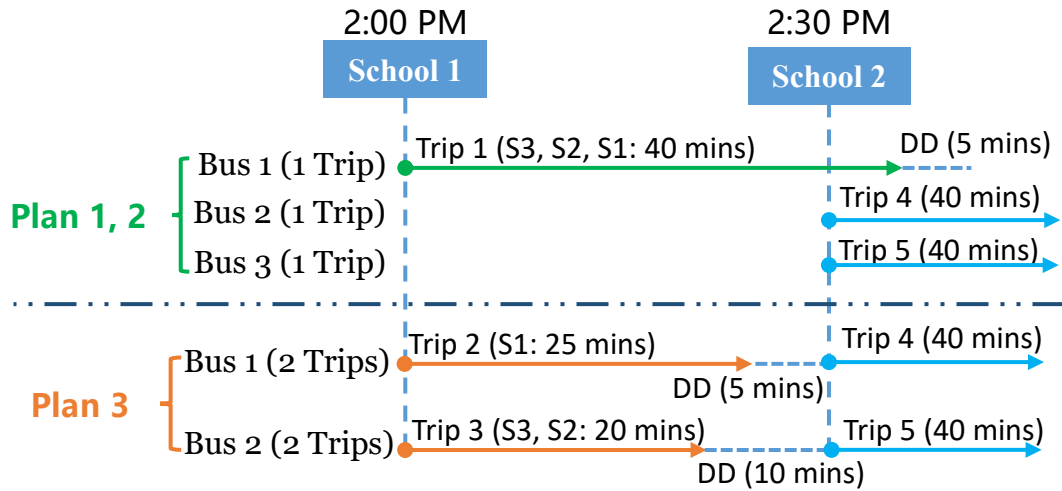 2:00 PM
2:30 PM
School 1
School 2
Trip 1 (S3, S2, S1: 40 mins)
DD (5 mins)
Bus 1 (1 Trip)
Plan 1, 2
Bus 2 (1 Trip)
Trip 4 (40 mins)
Bus 3 (1 Trip)
Trip 5 (40 mins)
Trip 2 (S1: 25 mins)
Trip 4 (40 mins)
Bus 1 (2 Trips)
DD (5 mins)
Plan 3
Trip 3 (S3, S2: 20 mins)
Trip 5 (40 mins)
Bus 2 (2 Trips)
DD (10 mins)